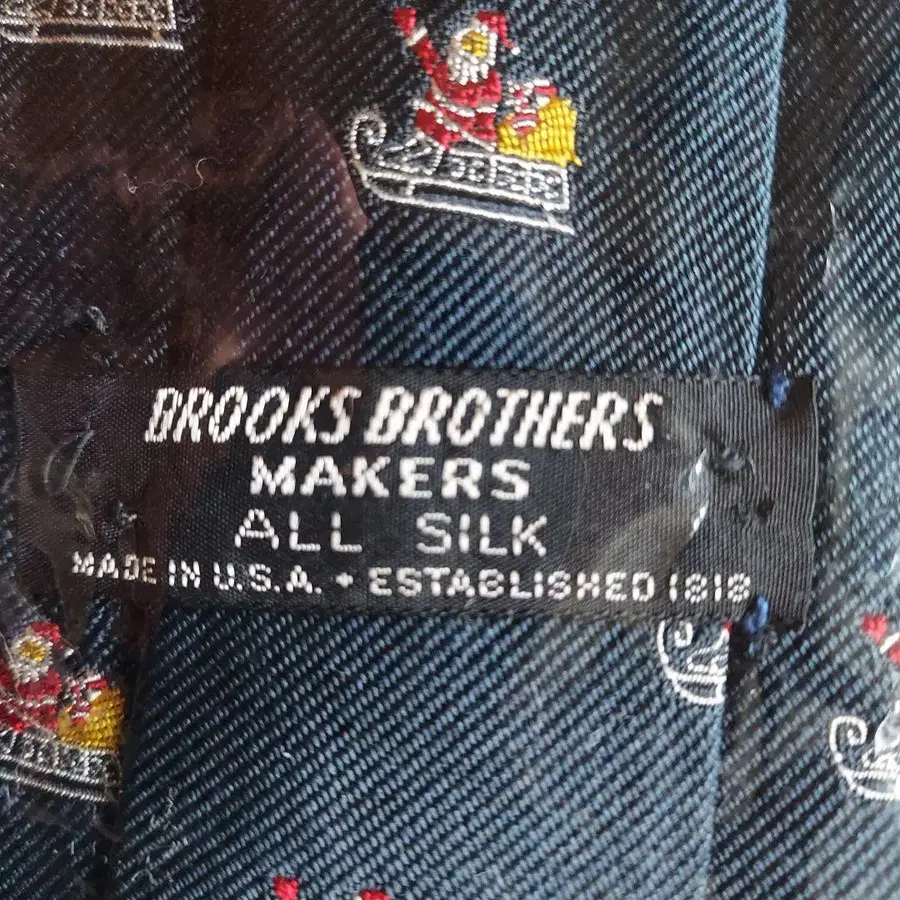 BROOKS BROTHERS
MAKERS
ALL SILK
MADE IN U.S.A. + ESTABLISHED 1818